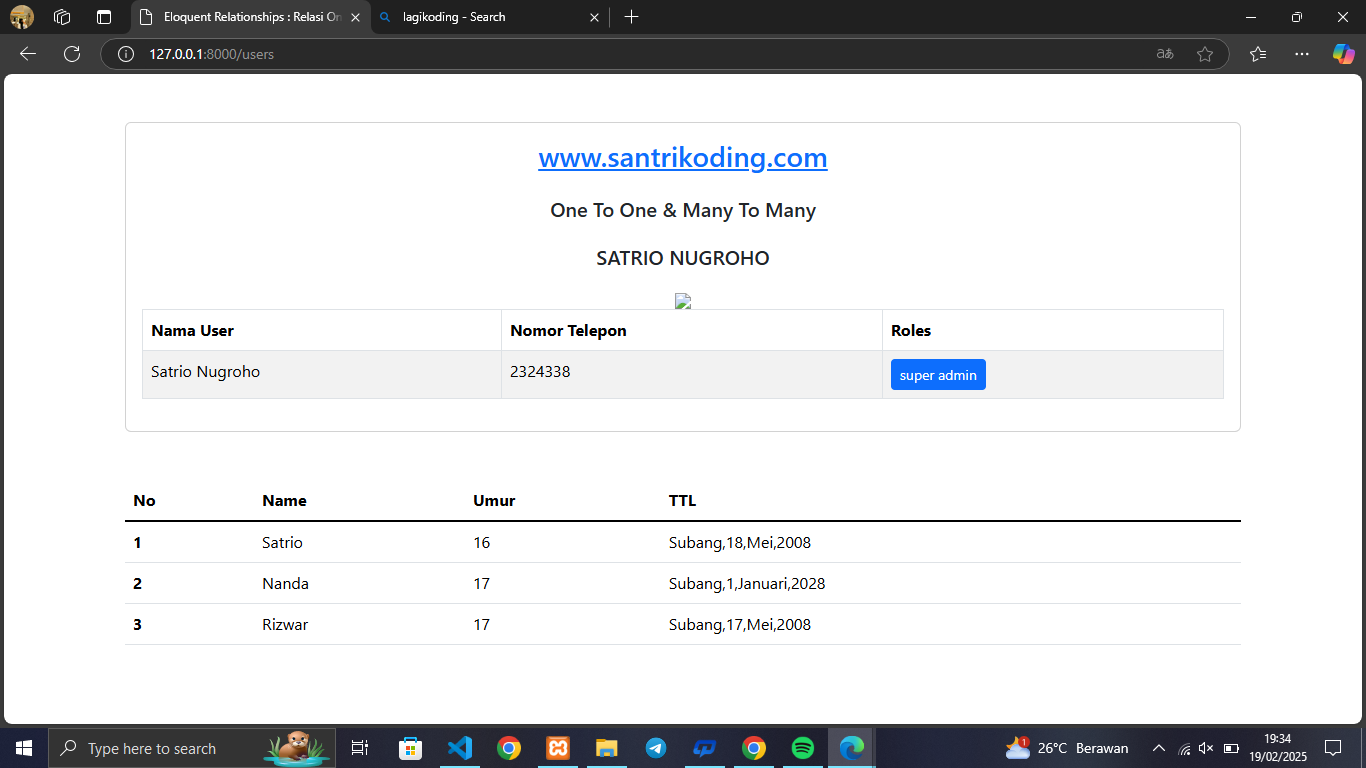 Eloquent Relationships : Relasi On
lagikoding - Search
127.0.0.1:8000/users
www.santrikoding.com
One To One & Many To Many
SATRIO NUGROHO
Nama User Nomor Telepon Roles
Satrio Nugroho 2324338 super admin
No Name Umur TTL
1 Satrio 16 Subang,18,Mei,2008
2 Nanda 17 Subang,1,Januari,2028
3 Rizwar 17 Subang,17,Mei,2008
Type here to search
1
26°C Berawan
19:34
19/02/2025